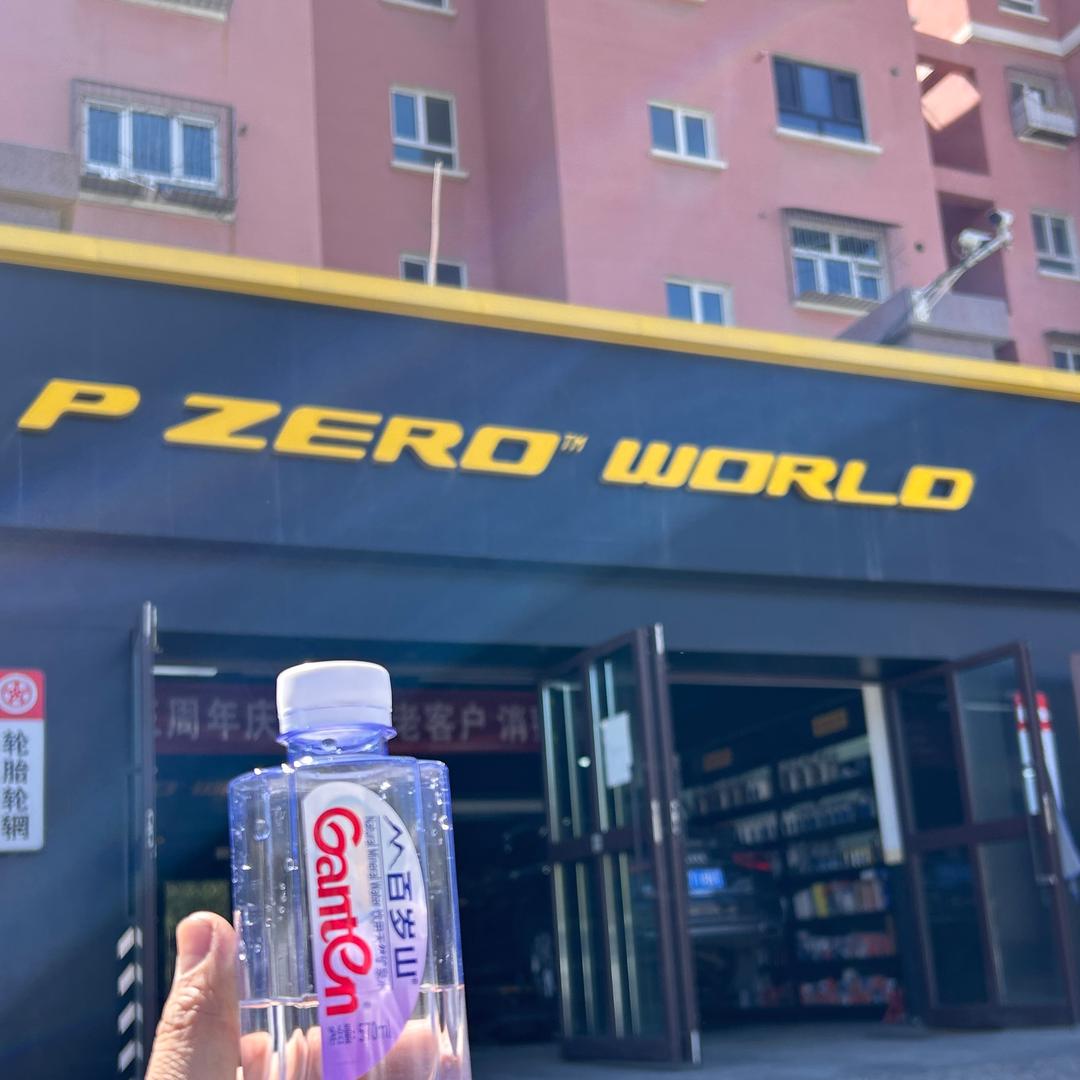 P ZERO™ WORLD
三周年庆
老客户
轮胎轮辋
Ganten
Natural Mineral Water
百岁山
570ml